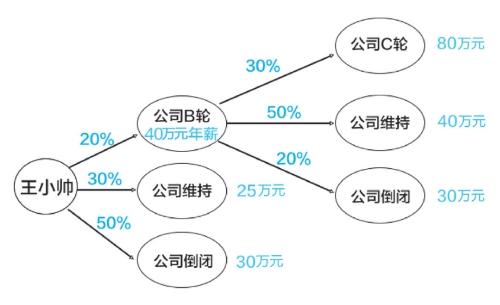 公司C轮
80万元
30%
公司B轮
40万元年薪
50%
公司维持
40万元
20%
20%
王小帅
30%
公司维持
25万元
公司倒闭
30万元
50%
公司倒闭
30万元